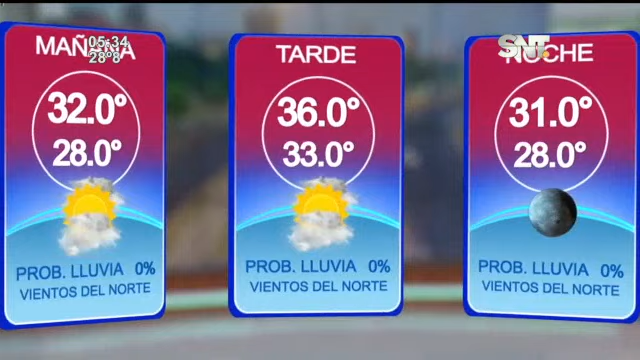 MAÑANA
05:34
28°8
32.0°
28.0°
PROB. LLUVIA 0%
VIENTOS DEL NORTE
TARDE
36.0°
33.0°
PROB. LLUVIA 0%
VIENTOS DEL NORTE
SNT.
NOCHE
31.0°
28.0°
PROB. LLUVIA 0%
VIENTOS DEL NORTE